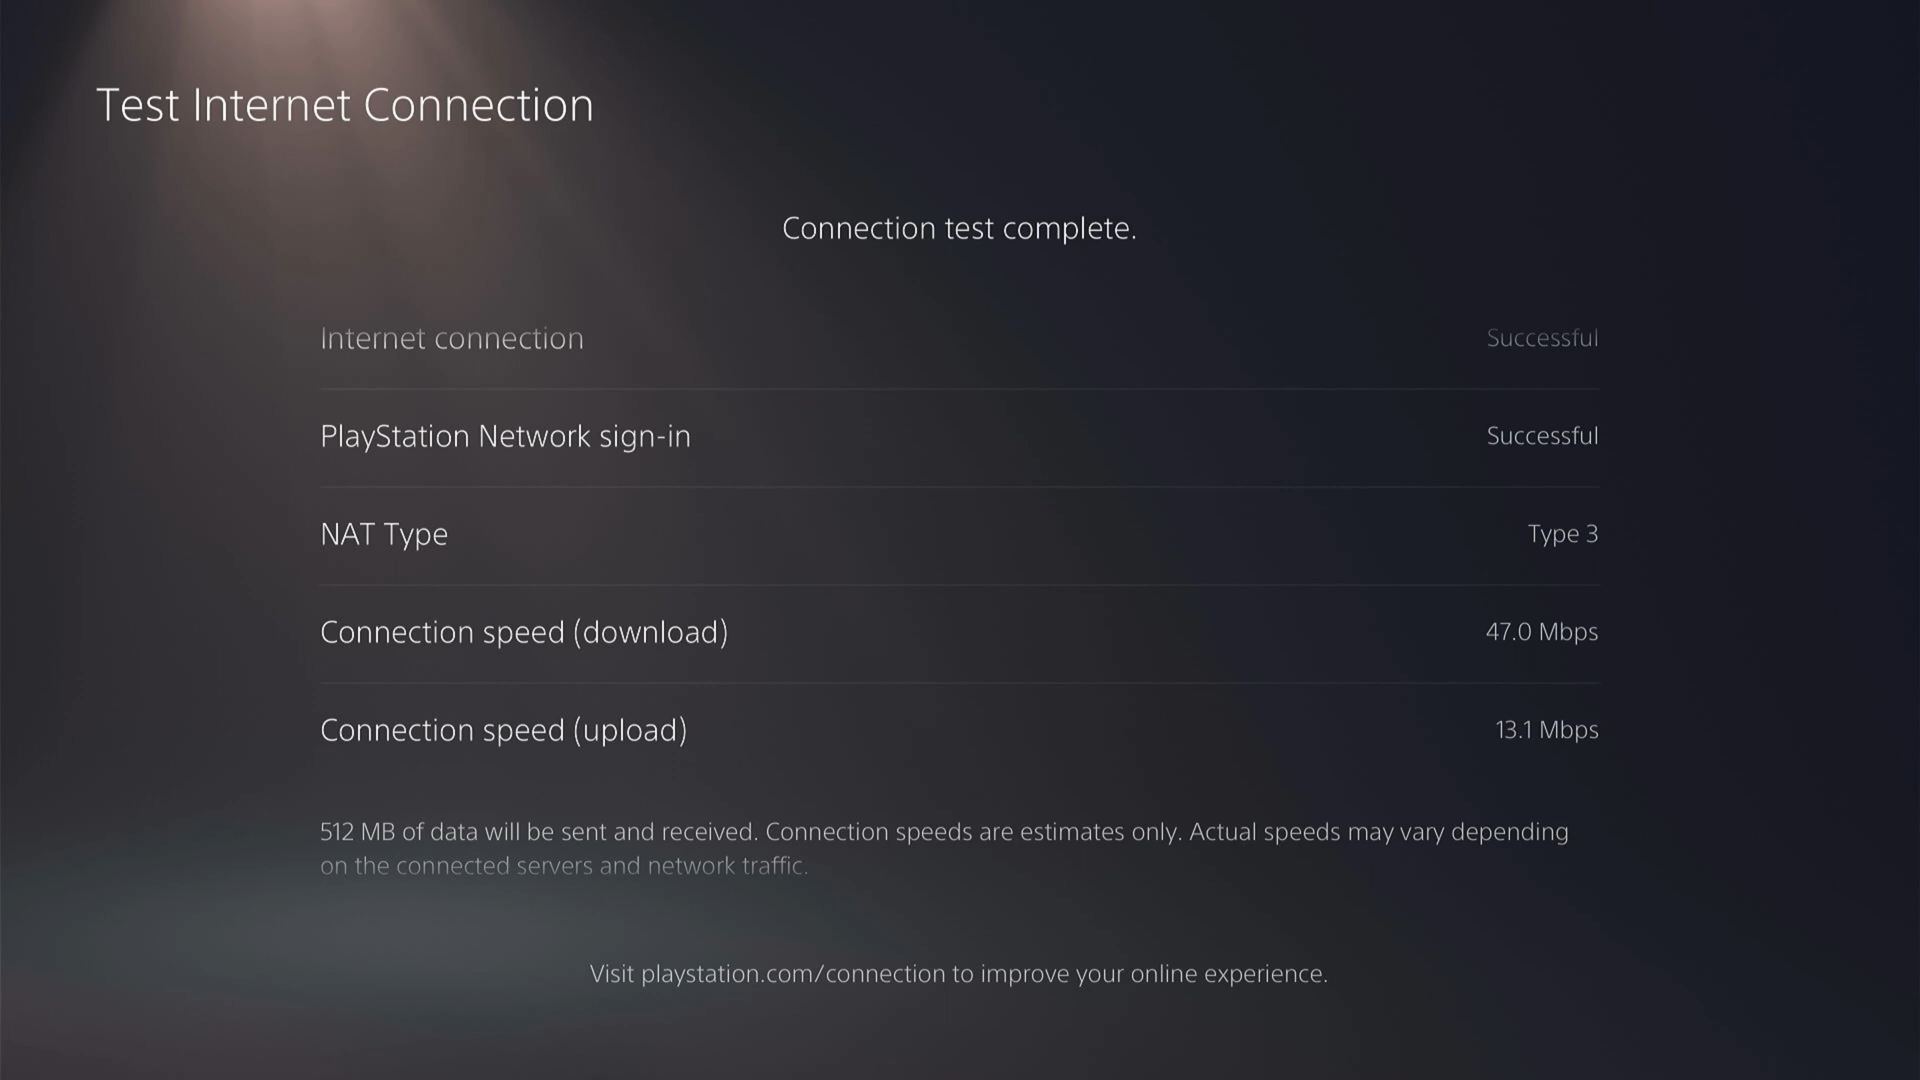 Test Internet Connection
Connection test complete.
Internet connection Successful
PlayStation Network sign-in Successful
NAT Type Type 3
Connection speed (download) 47.0 Mbps
Connection speed (upload) 13.1 Mbps
512 MB of data will be sent and received. Connection speeds are estimates only. Actual speeds may vary depending
on the connected servers and network traffic.
Visit playstation.com/connection to improve your online experience.